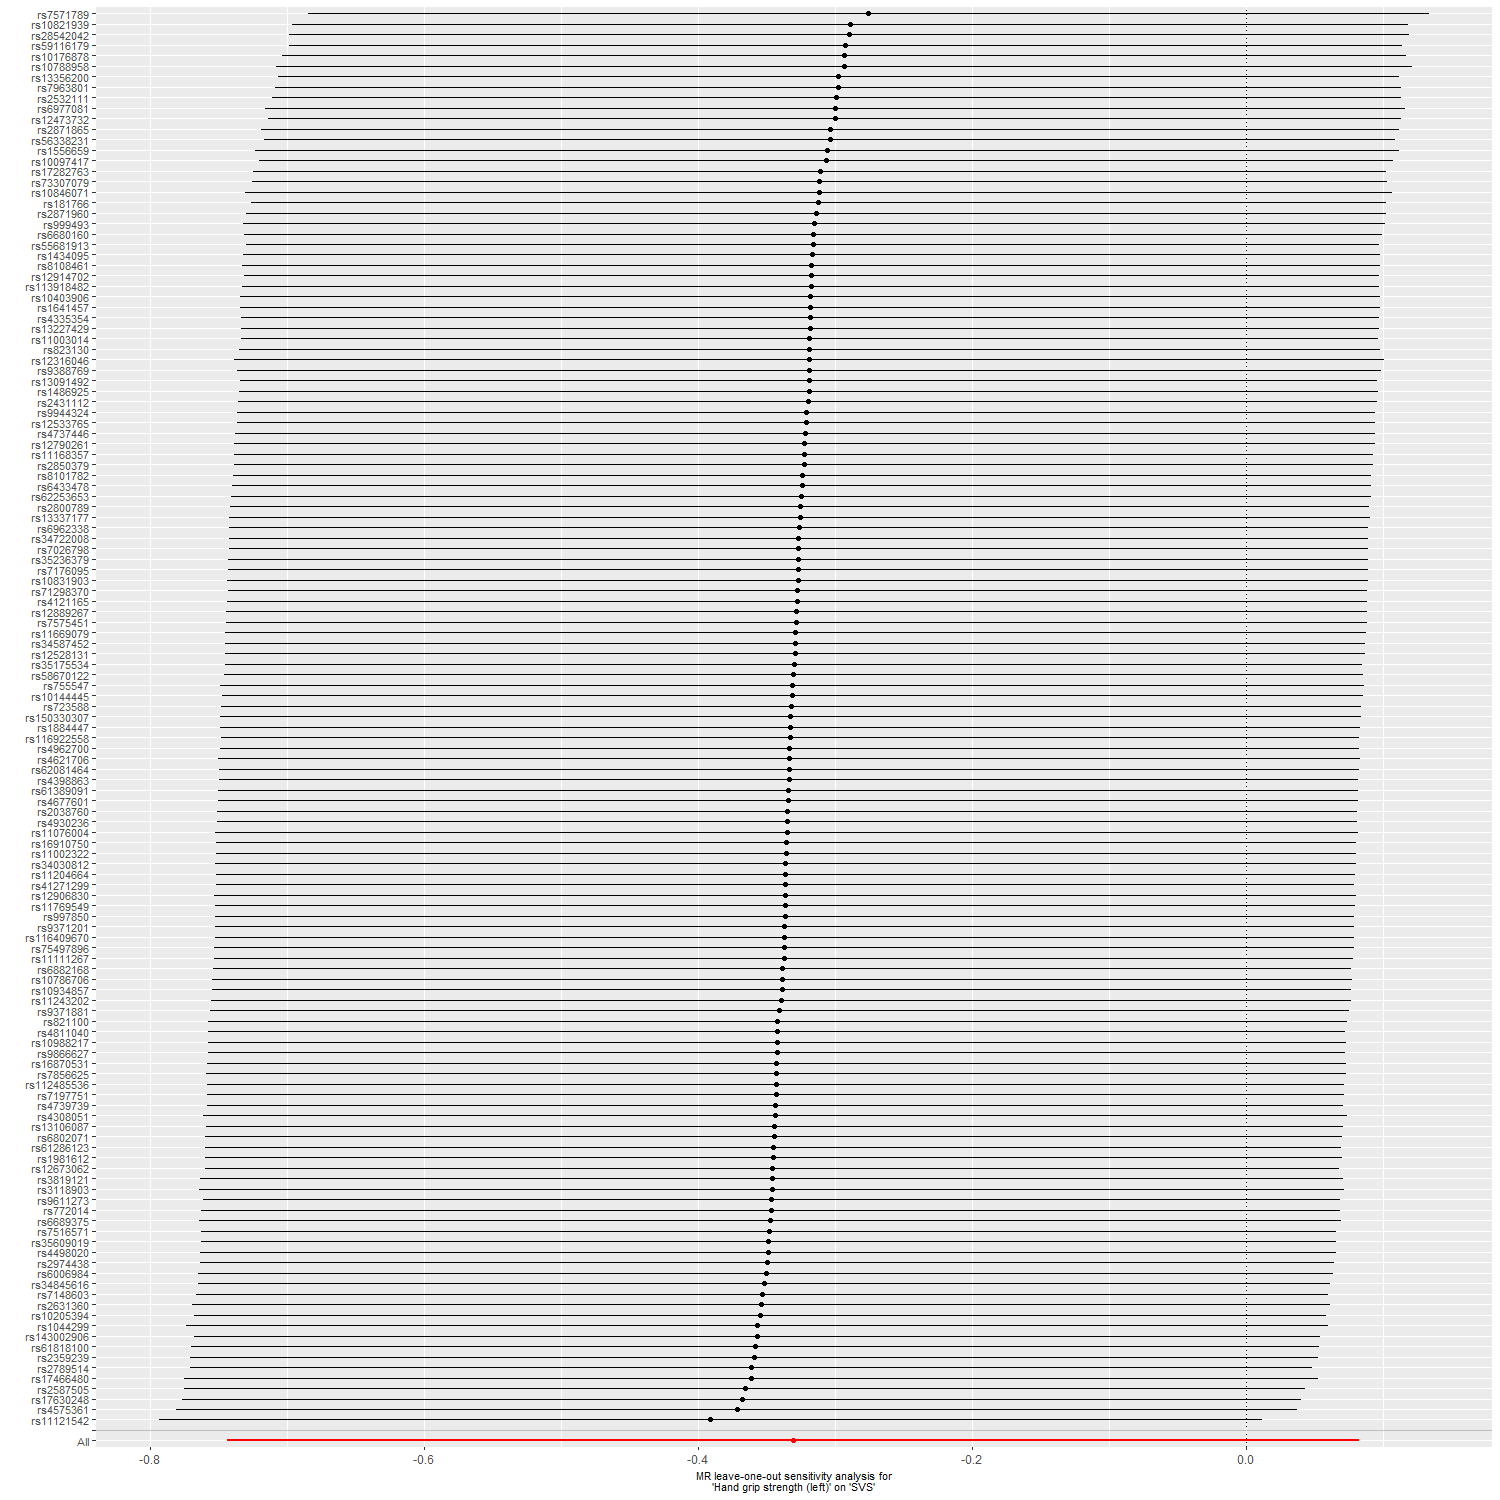 rs7571789
rs10821939
rs28542042
rs59116179
rs10176878
rs10788958
rs13356200
rs7963801
rs2532111
rs6977081
rs12473732
rs2871865
rs56338231
rs1556659
rs10097417
rs17282763
rs73307079
rs10846071
rs181766
rs2871960
rs999493
rs6680160
rs55681913
rs1434095
rs8108461
rs12914702
rs113918482
rs10403906
rs1641457
rs4335354
rs13227429
rs11003014
rs823130
rs12316046
rs9388769
rs13091492
rs1486925
rs2431112
rs9944324
rs12533765
rs4737446
rs12790261
rs11168357
rs2850379
rs8101782
rs6433478
rs62253653
rs2800789
rs13337177
rs6962338
rs34722008
rs7026798
rs35236379
rs7176095
rs10831903
rs71298370
rs4121165
rs12889267
rs7575451
rs11669079
rs34587452
rs12528131
rs35175534
rs58670122
rs755547
rs10144445
rs723588
rs150330307
rs1884447
rs116922558
rs4962700
rs4621706
rs62081464
rs4398863
rs61389091
rs4677601
rs2038760
rs4930236
rs11076004
rs16910750
rs11002322
rs34030812
rs11204664
rs41271299
rs12906830
rs11769549
rs997850
rs9371201
rs116409670
rs75497896
rs11111267
rs6882168
rs10786706
rs10934857
rs11243202
rs9371881
rs821100
rs4811040
rs10988217
rs9866627
rs16870531
rs7856625
rs112485536
rs7197751
rs4739739
rs4308051
rs13106087
rs6802071
rs61286123
rs1981612
rs12673062
rs3819121
rs3118903
rs9611273
rs772014
rs6689375
rs7516571
rs35609019
rs4498020
rs2974438
rs6006984
rs34845616
rs7148603
rs2631360
rs10205394
rs1044299
rs143002906
rs61818100
rs2359239
rs2789514
rs17466480
rs2587505
rs17630248
rs4575361
rs11121542
All
-0.8 -0.6 -0.4 -0.2 0.0
MR leave-one-out sensitivity analysis for
'Hand grip strength (left)' on 'SVS'